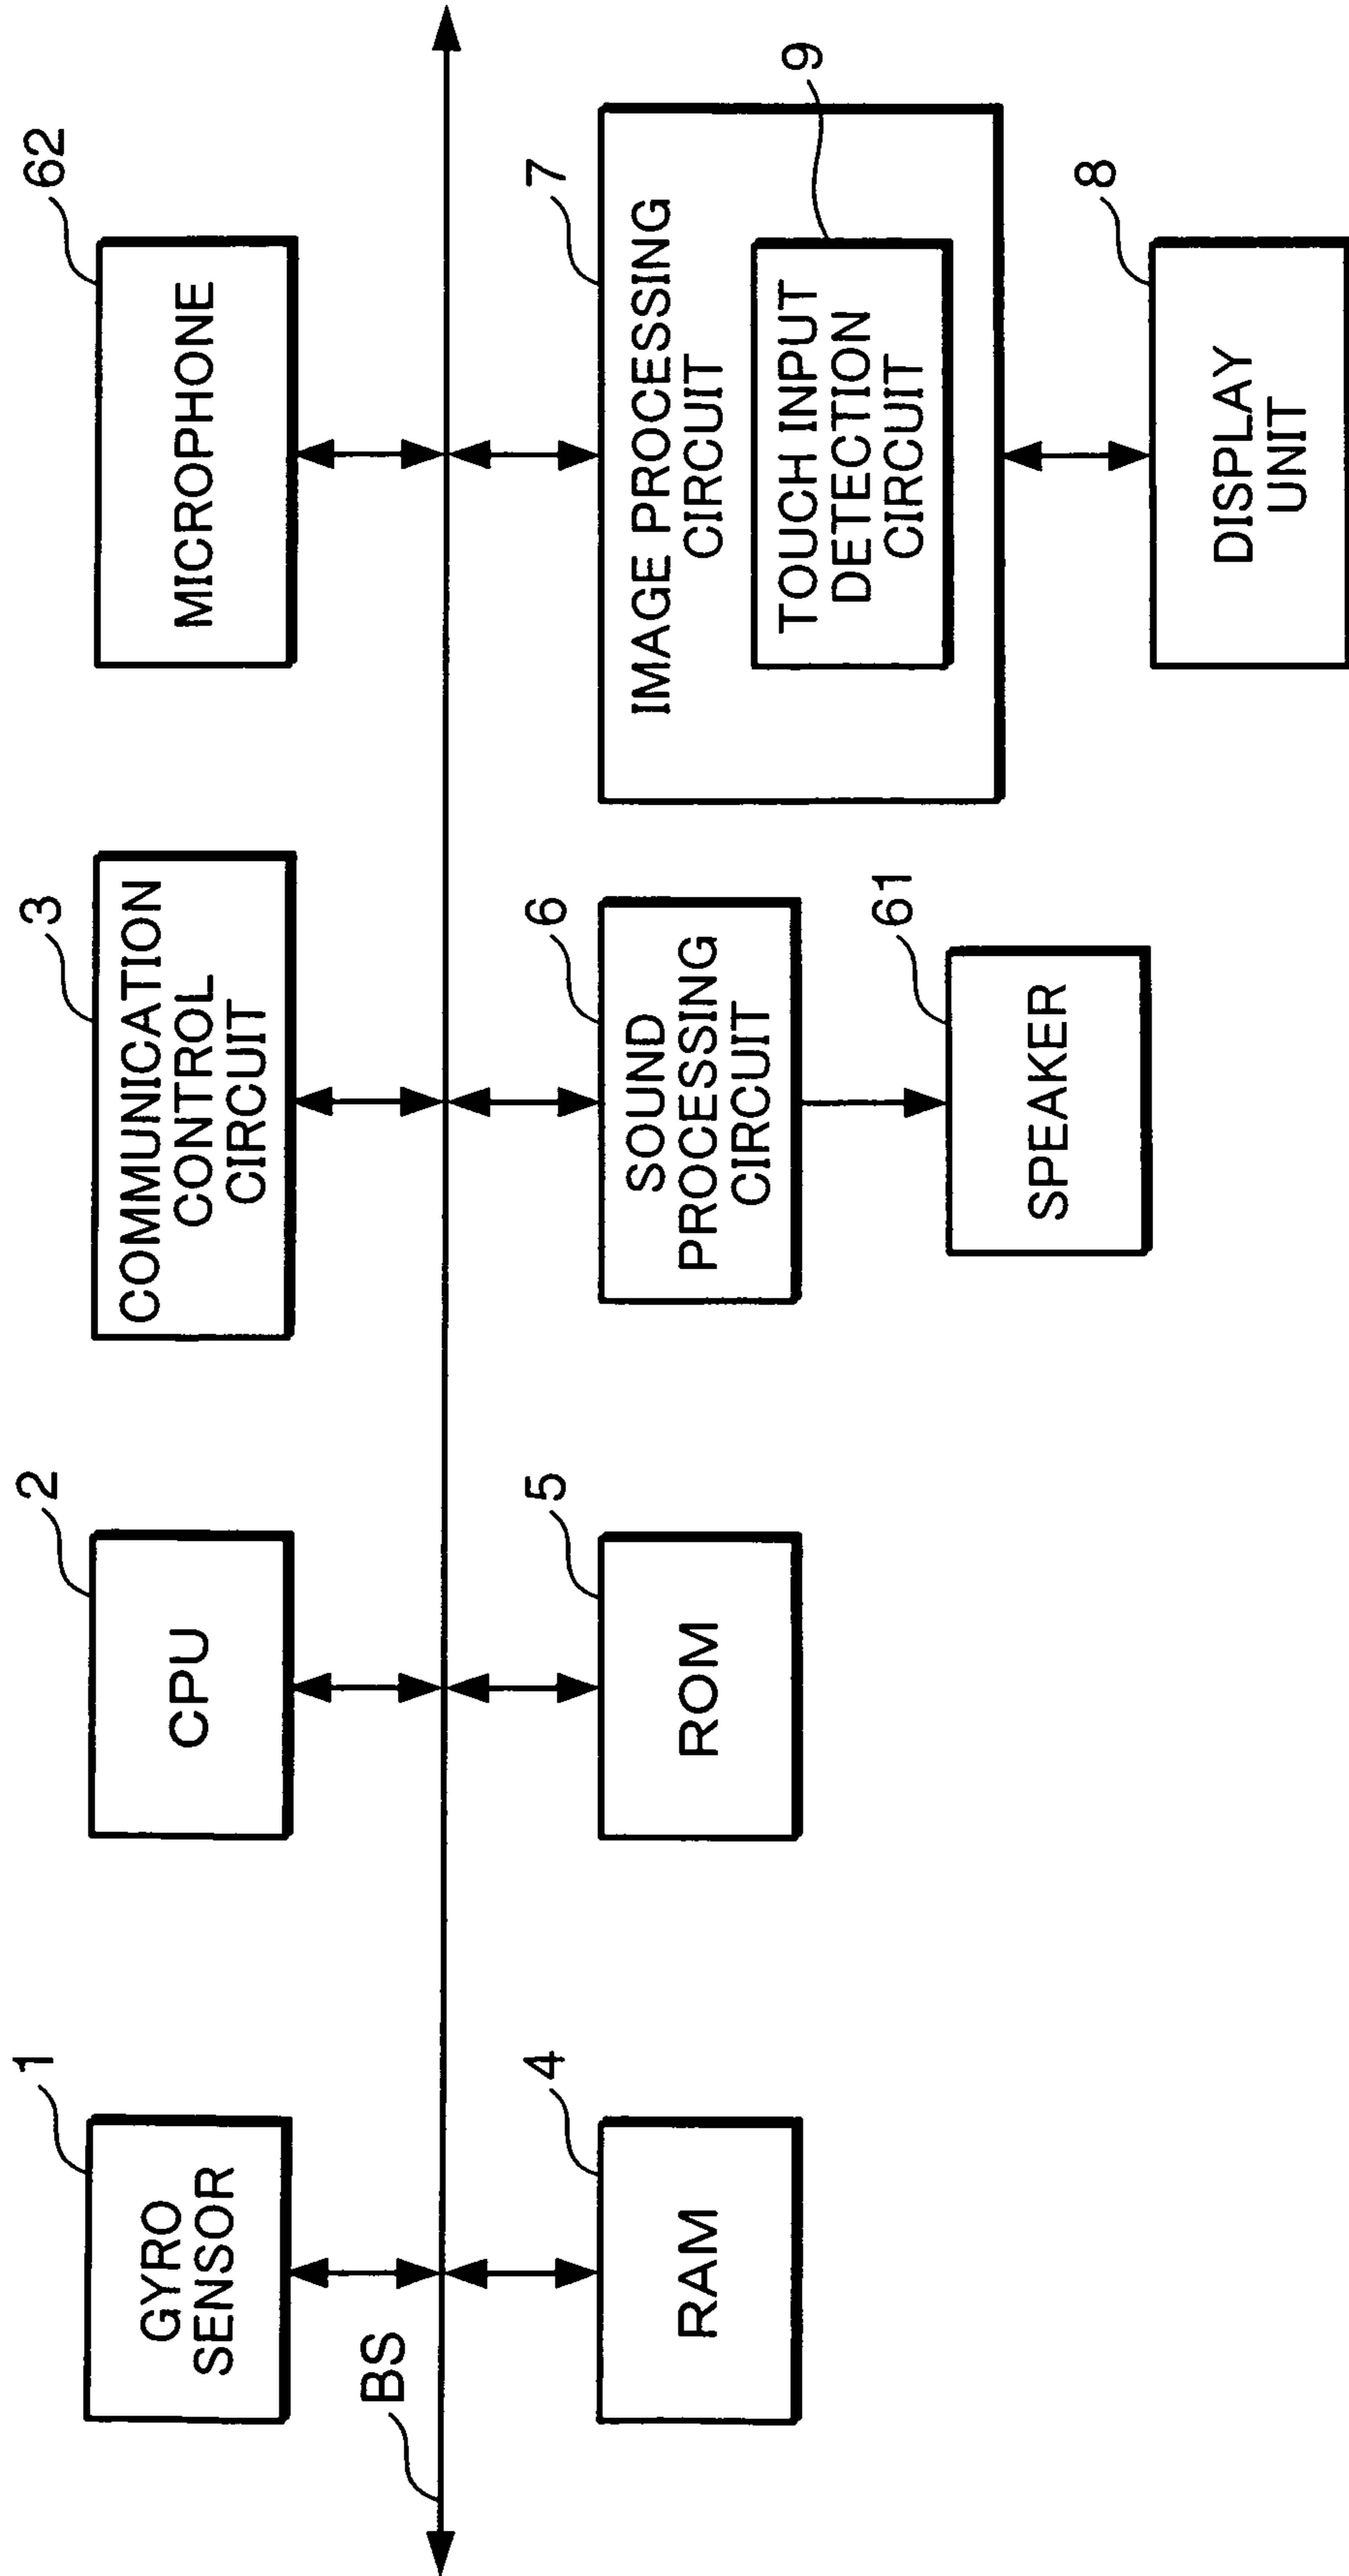 1
GYRO
SENSOR
2
CPU
3
COMMUNICATION
CONTROL
CIRCUIT
62
MICROPHONE
BS
4
RAM
5
ROM
6
SOUND
PROCESSING
CIRCUIT
61
SPEAKER
7
IMAGE PROCESSING
CIRCUIT
9
TOUCH INPUT
DETECTION
CIRCUIT
8
DISPLAY
UNIT